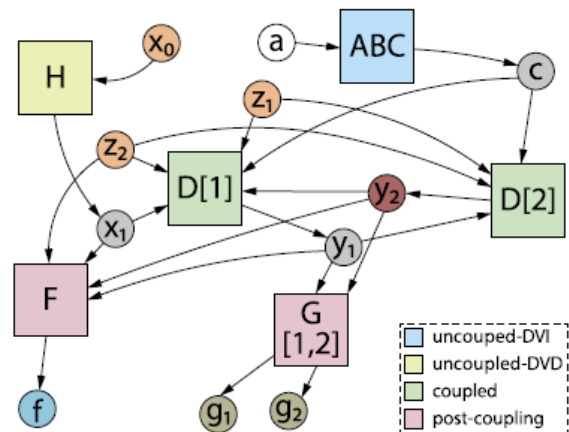 x0
a
ABC
H
c
z1
z2
D[1]
y2
D[2]
x1
y1
F
G
[1,2]
f
g1
g2
uncouped-DVI
uncoupled-DVD
coupled
post-coupling